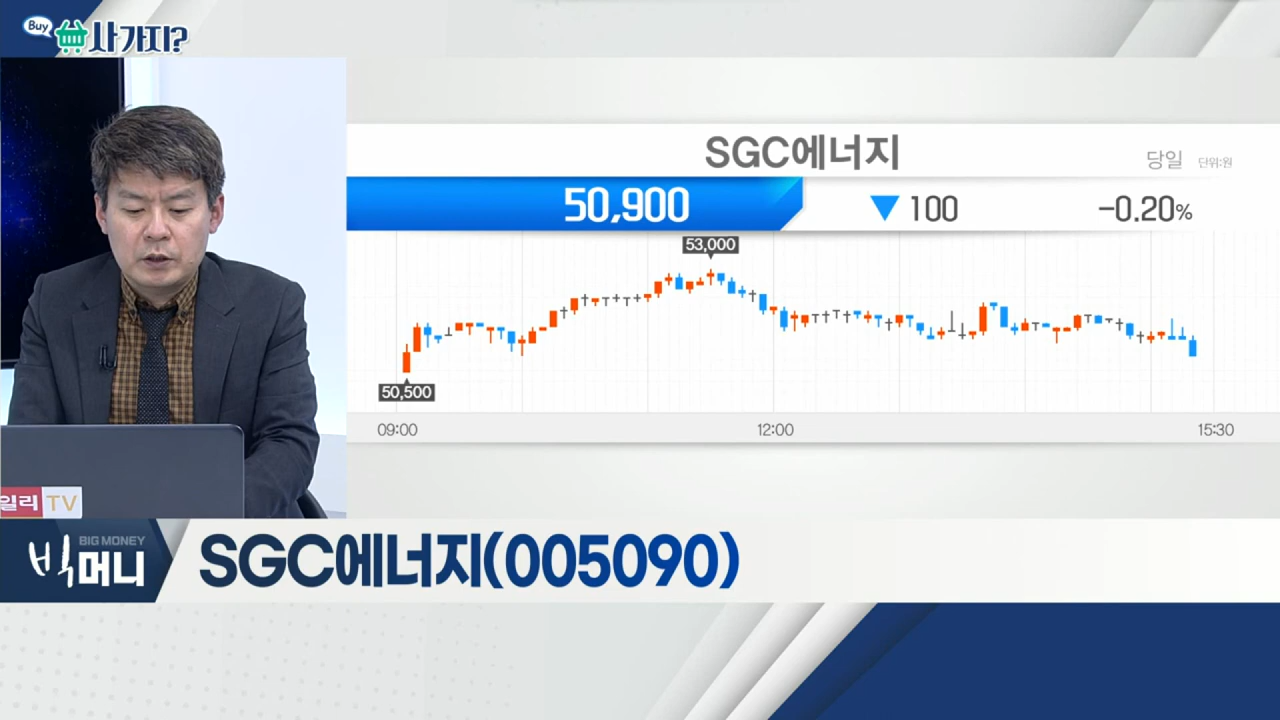 Buy 사가지?
SGC에너지
당일 단위:원
50,900 ▼ 100 -0.20%
53,000
50,500
09:00 12:00 15:30
일리 TV
빅머니 BIG MONEY
SGC에너지(005090)